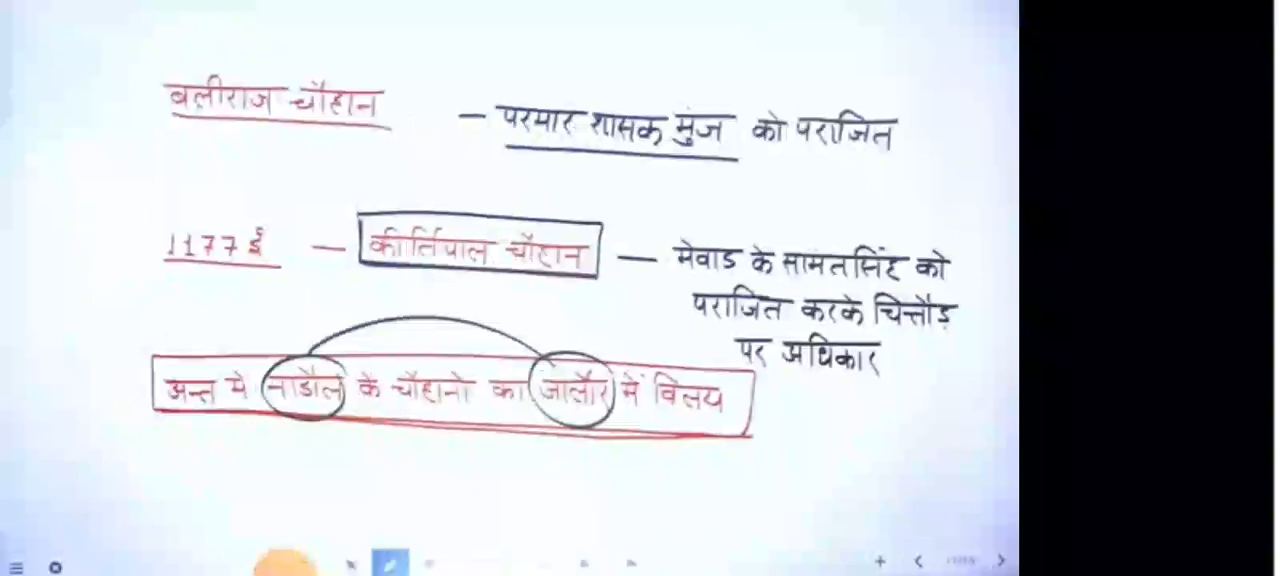 बलीराज चौहान — परमार शासक मुंज को पराजित
1177 ई — कीर्तिपाल चौहान — मेवाड के सामतसिंह को
पराजित करके चित्तौड़
पर अधिकार
अन्त मे नाडौल के चौहानो का जालौर में विलय